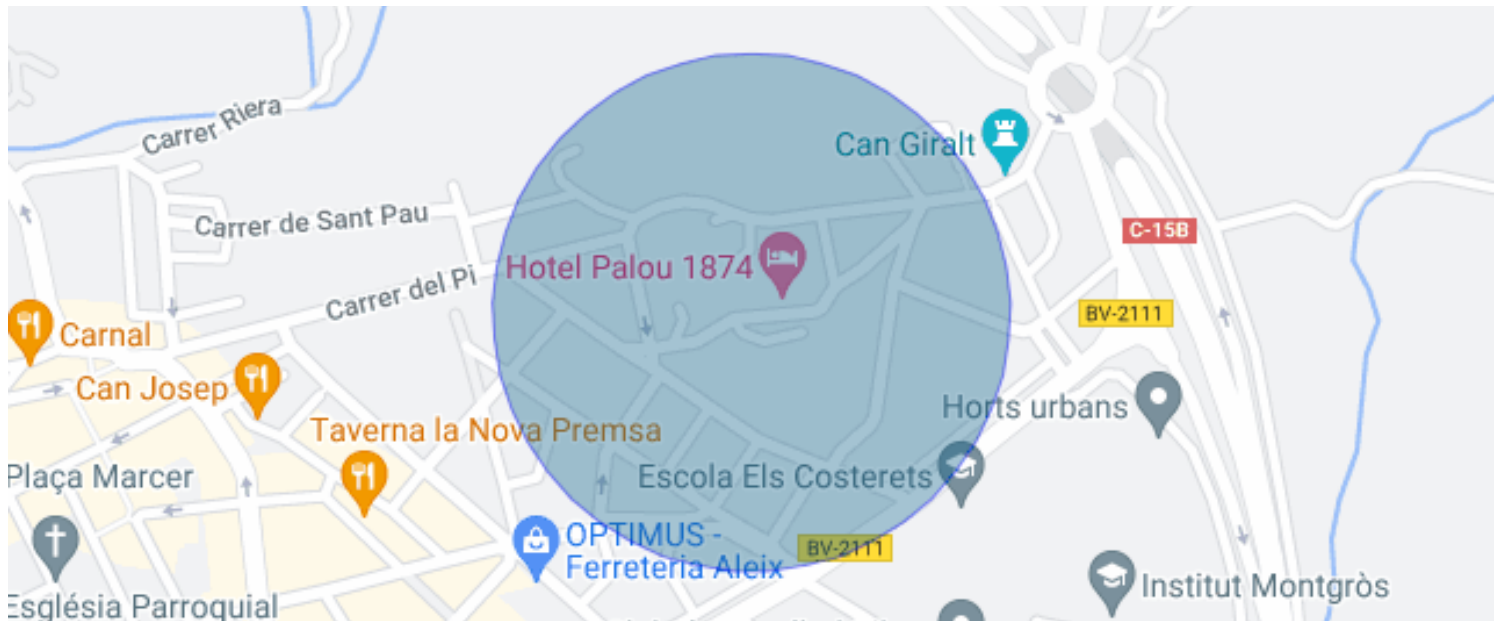 Carrer Riera
Can Giralt
Carrer de Sant Pau
C-15B
Hotel Palou 1874
Carrer del Pi
BV-2111
Carnal
Can Josep
Horts urbans
Taverna la Nova Premsa
Plaça Marcer
Escola Els Costerets
OPTIMUS -
Ferreteria Aleix
BV-2111
Institut Montgròs
Església Parroquial